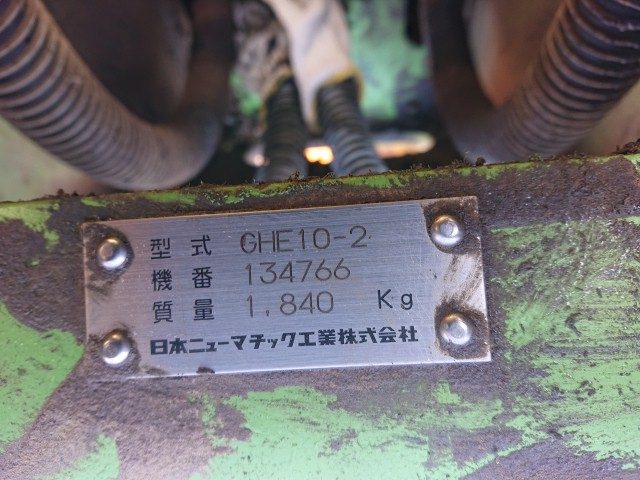 型式 GHE10-2
機番 134766
質量 1,840 Kg
日本ニューマチック工業株式会社